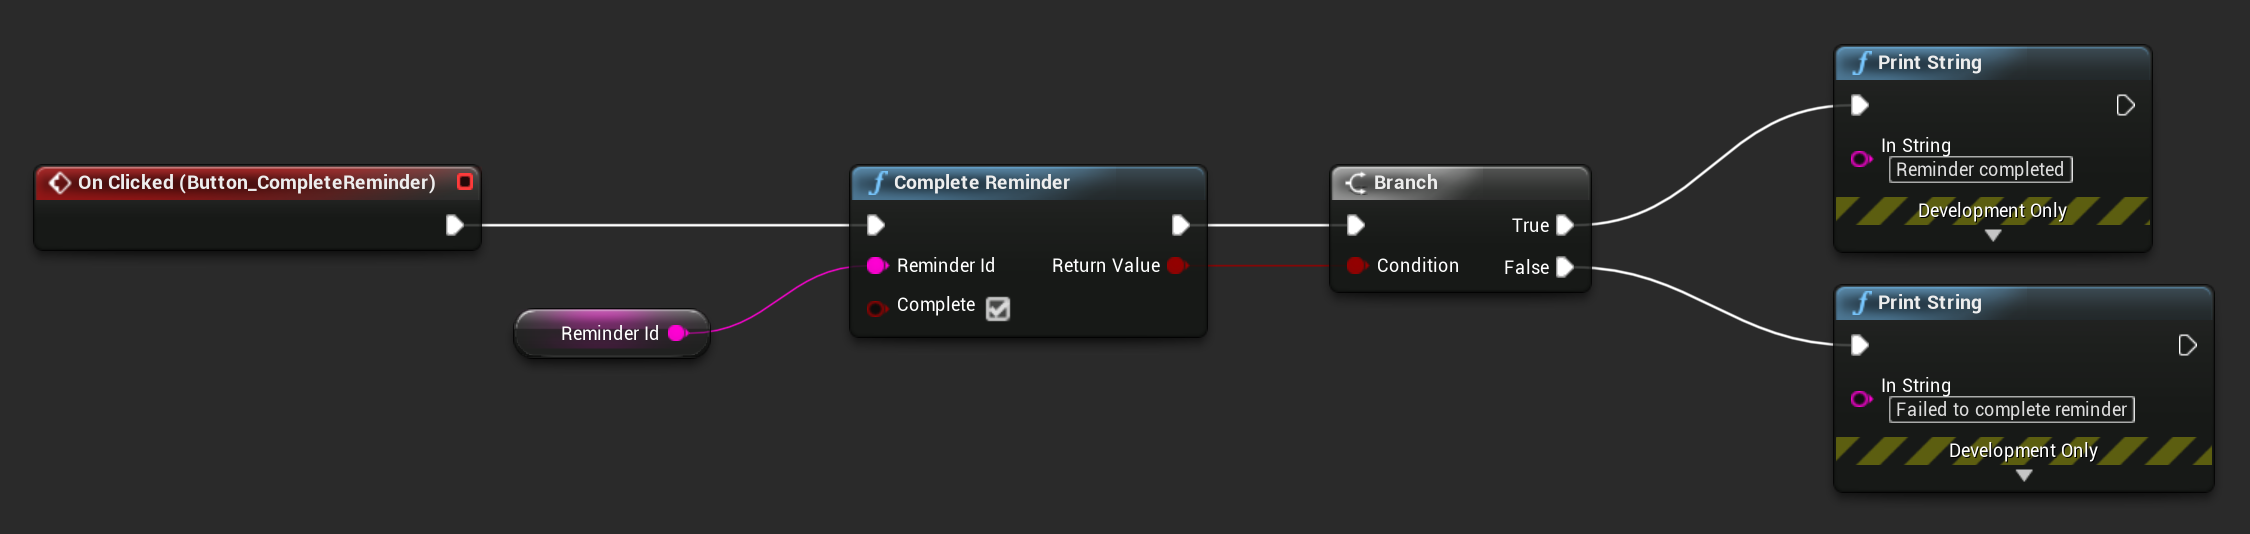 On Clicked (Button_CompleteReminder)
Reminder Id
Complete Reminder
Reminder Id
Return Value
Complete
Branch
True
Condition
False
Print String
In String
Reminder completed
Development Only
Print String
In String
Failed to complete reminder
Development Only